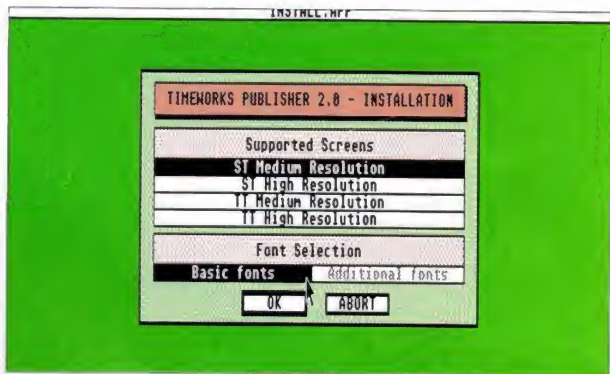 INSTALL.APP
TIMEWORKS PUBLISHER 2.0 - INSTALLATION
Supported Screens
ST Medium Resolution
ST High Resolution
TT Medium Resolution
TT High Resolution
Font Selection
Basic fonts Additional fonts
OK ABORT